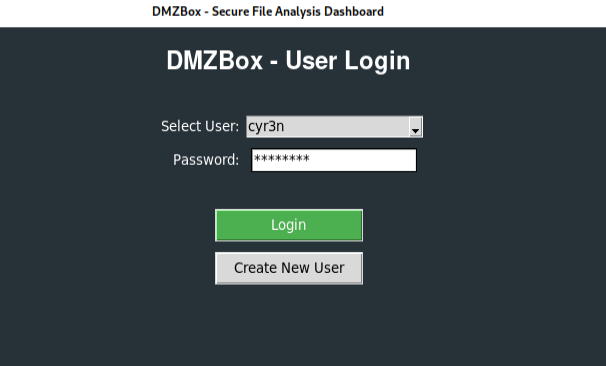 DMZBox - Secure File Analysis Dashboard
DMZBox - User Login
Select User: cyr3n
Password: ********
Login
Create New User